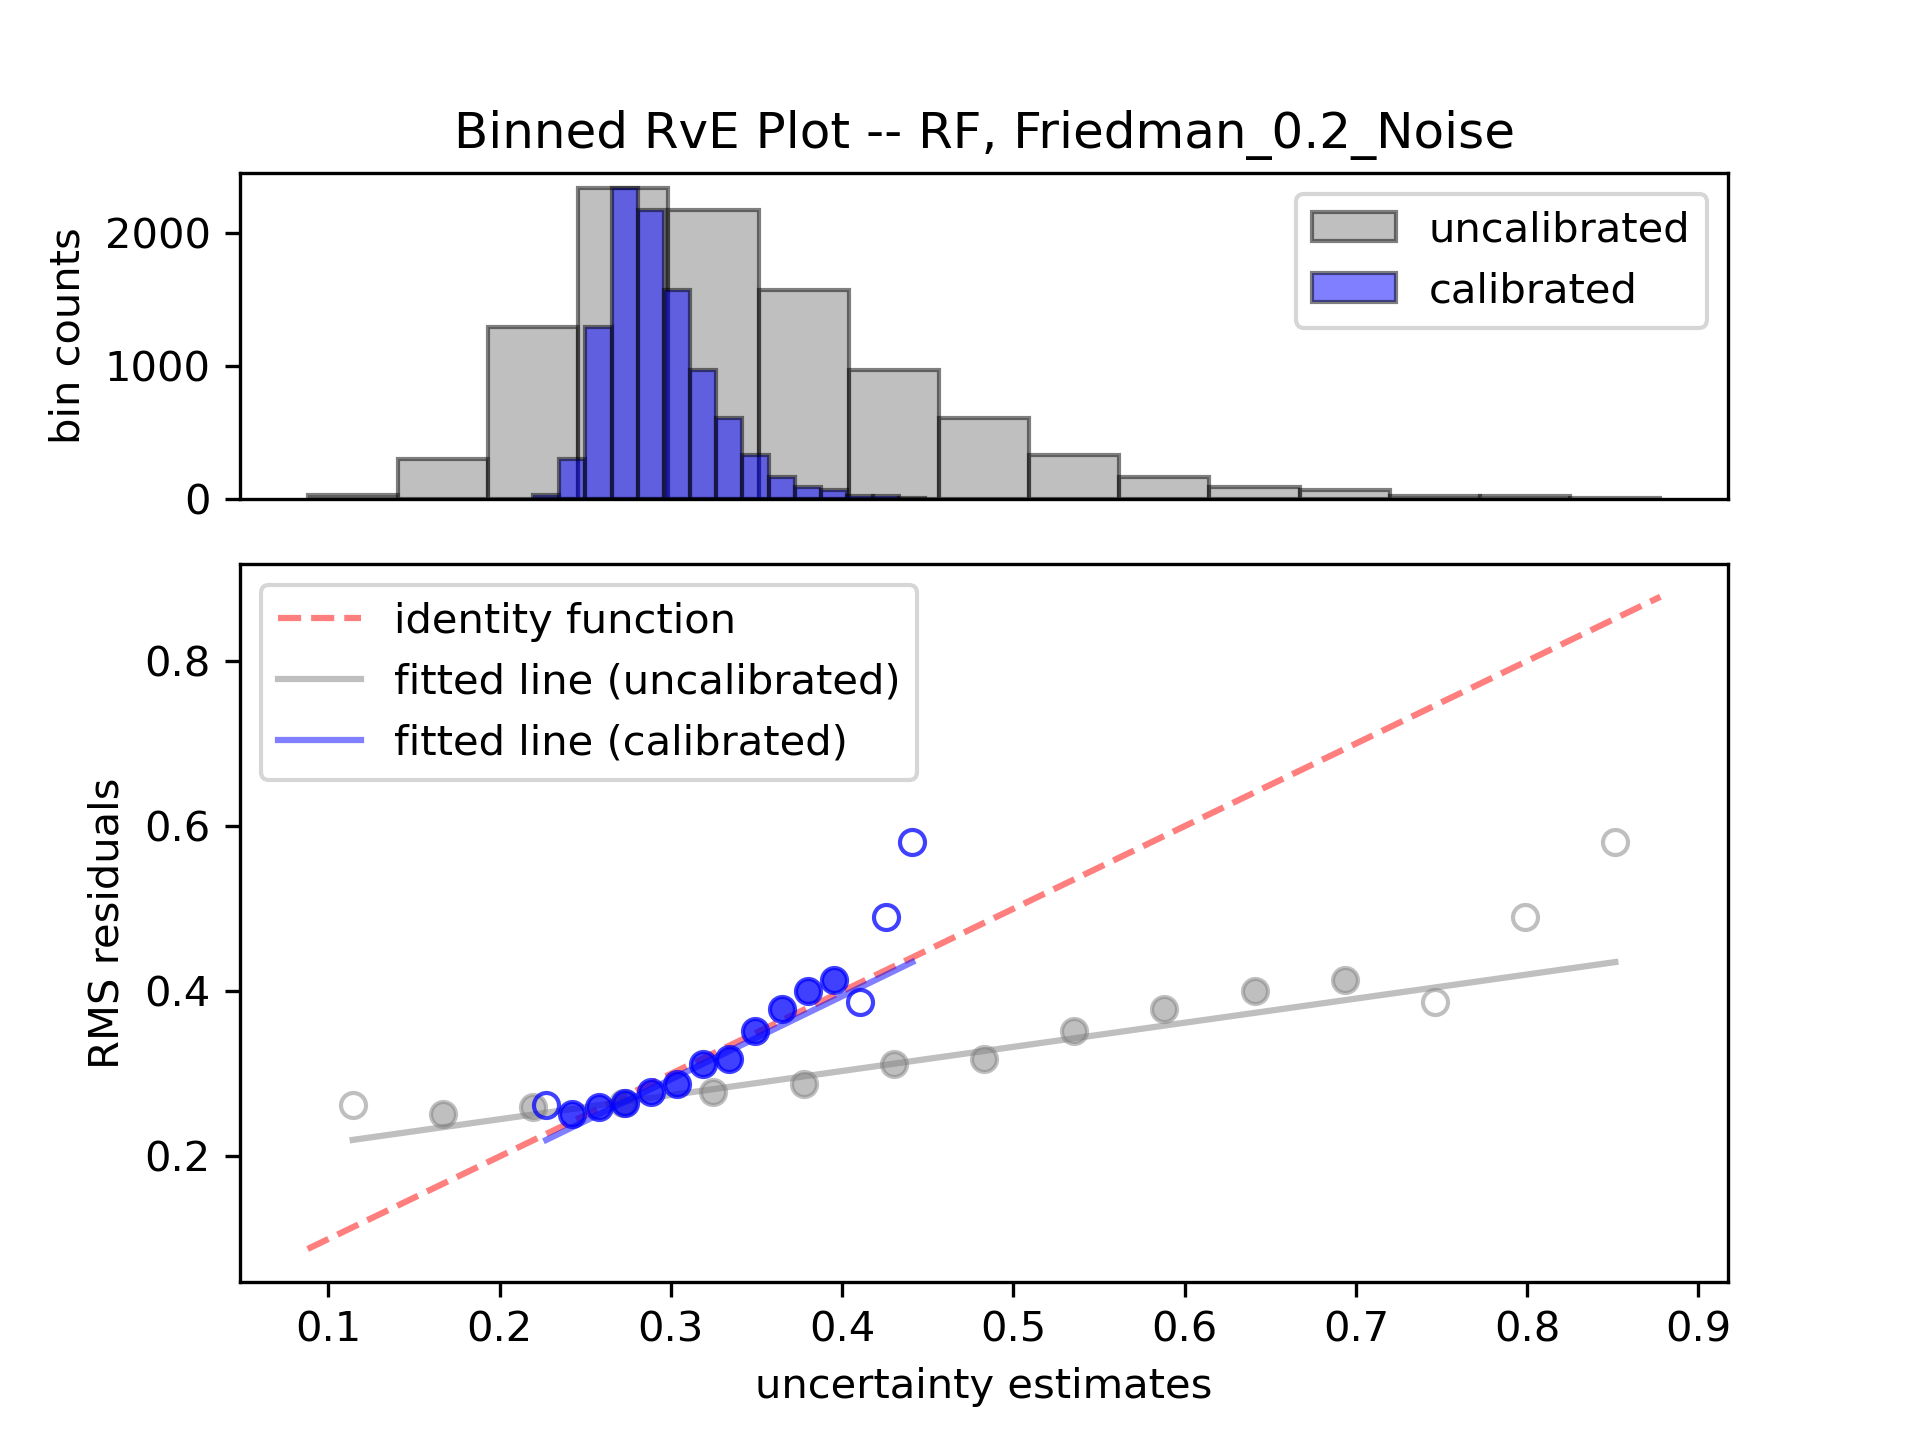 Binned RvE Plot -- RF, Friedman_0.2_Noise
bin counts
2000
1000
0
uncalibrated
calibrated
RMS residuals
0.8
0.6
0.4
0.2
identity function
fitted line (uncalibrated)
fitted line (calibrated)
0.1 0.2 0.3 0.4 0.5 0.6 0.7 0.8 0.9
uncertainty estimates